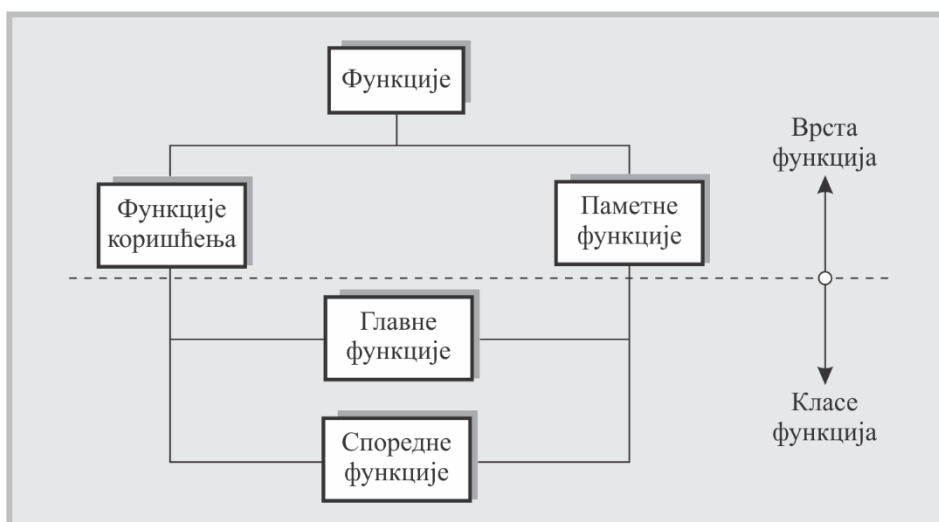 Функције
Врста
функција
Функције
коришћења
Паметне
функције
Главне
функције
Класе
функција
Споредне
функције